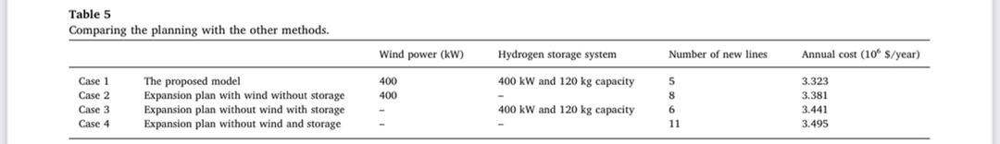 Table 5
Comparing the planning with the other methods.
Wind power (kW) Hydrogen storage system Number of new lines Annual cost (10⁶ $/year)
Case 1 The proposed model 400 400 kW and 120 kg capacity 5 3.323
Case 2 Expansion plan with wind without storage 400 – 8 3.381
Case 3 Expansion plan without wind with storage – 400 kW and 120 kg capacity 6 3.441
Case 4 Expansion plan without wind and storage – – 11 3.495